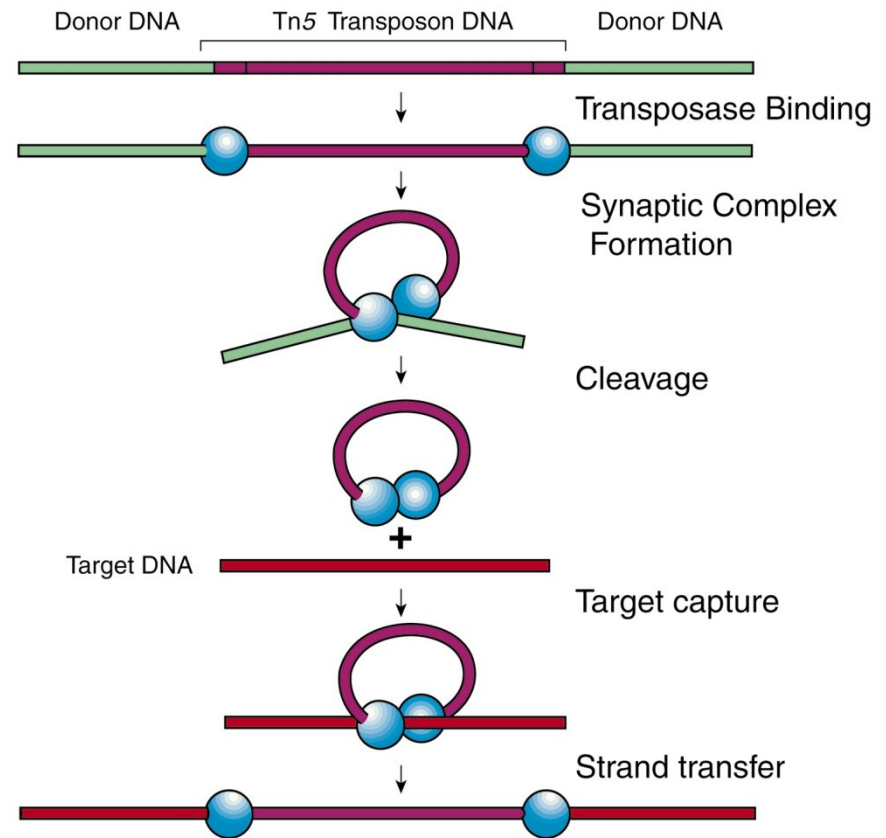 Donor DNA
Tn5 Transposon DNA
Donor DNA
Transposase Binding
Synaptic Complex
Formation
Cleavage
+
Target DNA
Target capture
Strand transfer